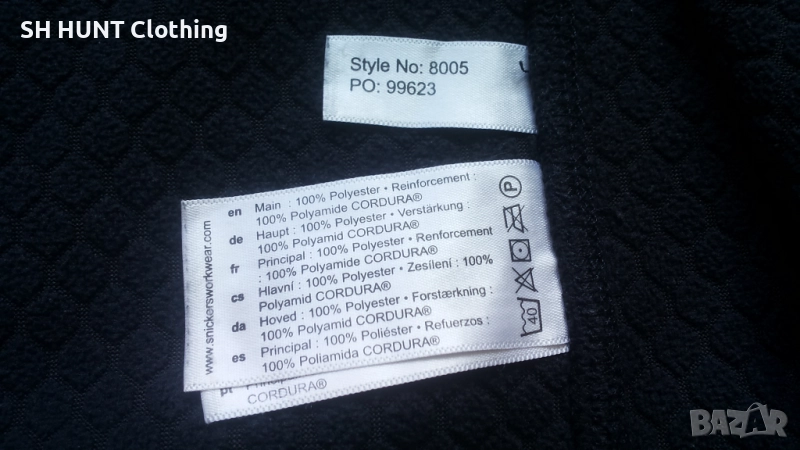 SH HUNT Clothing
Style No: 8005
PO: 99623
www.snickersworkwear.com
en Main : 100% Polyester • Reinforcement :
100% Polyamide CORDURA®
de Haupt : 100% Polyester • Verstärkung :
100% Polyamid CORDURA®
fr Principal : 100% Polyester • Renforcement
: 100% Polyamide CORDURA®
cs Hlavní : 100% Polyester • Zesílení : 100%
Polyamid CORDURA®
da Hoved : 100% Polyester • Forstærkning :
100% Polyamid CORDURA®
es Principal : 100% Poliéster • Refuerzos :
100% Poliamida CORDURA®
P
40
pt
CORDURA®
BAZAR